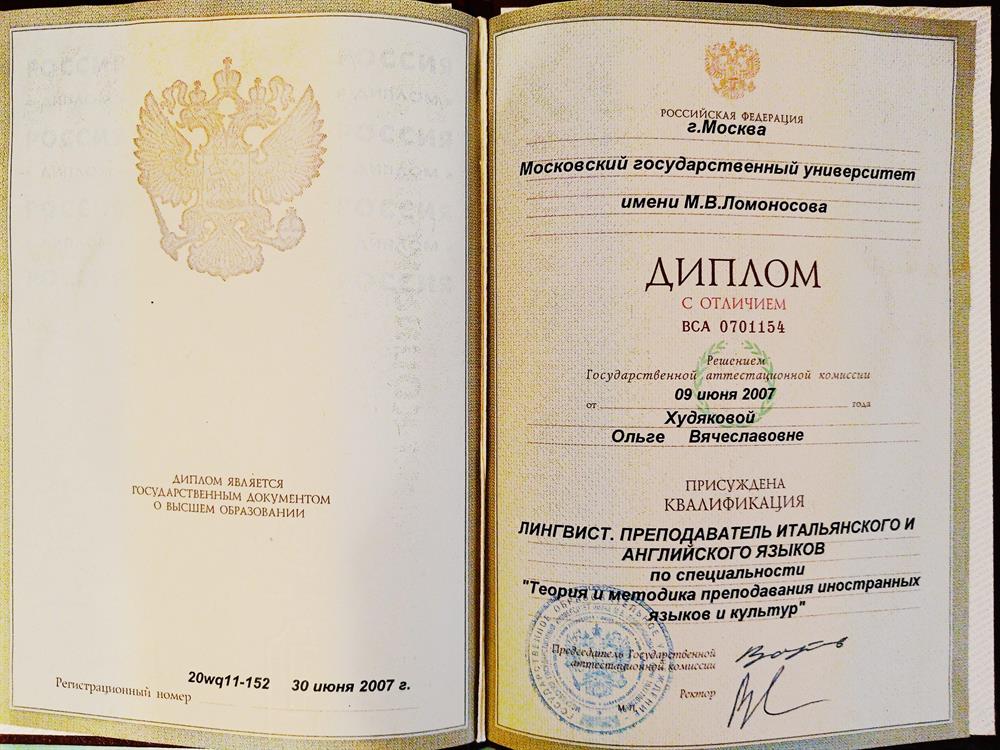 ДИПЛОМ ЯВЛЯЕТСЯ
ГОСУДАРСТВЕННЫМ ДОКУМЕНТОМ
О ВЫСШЕМ ОБРАЗОВАНИИ
Регистрационный номер 20wq11-152 30 июня 2007 г.
РОССИЙСКАЯ ФЕДЕРАЦИЯ
г.Москва
Московский государственный университет
имени М.В.Ломоносова
ДИПЛОМ
С ОТЛИЧИЕМ
ВСА 0701154
Решением
Государственной аттестационной комиссии
от 09 июня 2007 года
Худяковой
Ольге Вячеславовне
ПРИСУЖДЕНА
КВАЛИФИКАЦИЯ
ЛИНГВИСТ. ПРЕПОДАВАТЕЛЬ ИТАЛЬЯНСКОГО И
АНГЛИЙСКОГО ЯЗЫКОВ
по специальности
"Теория и методика преподавания иностранных
языков и культур"
Председатель Государственной
аттестационной комиссии
Ректор
М.П.